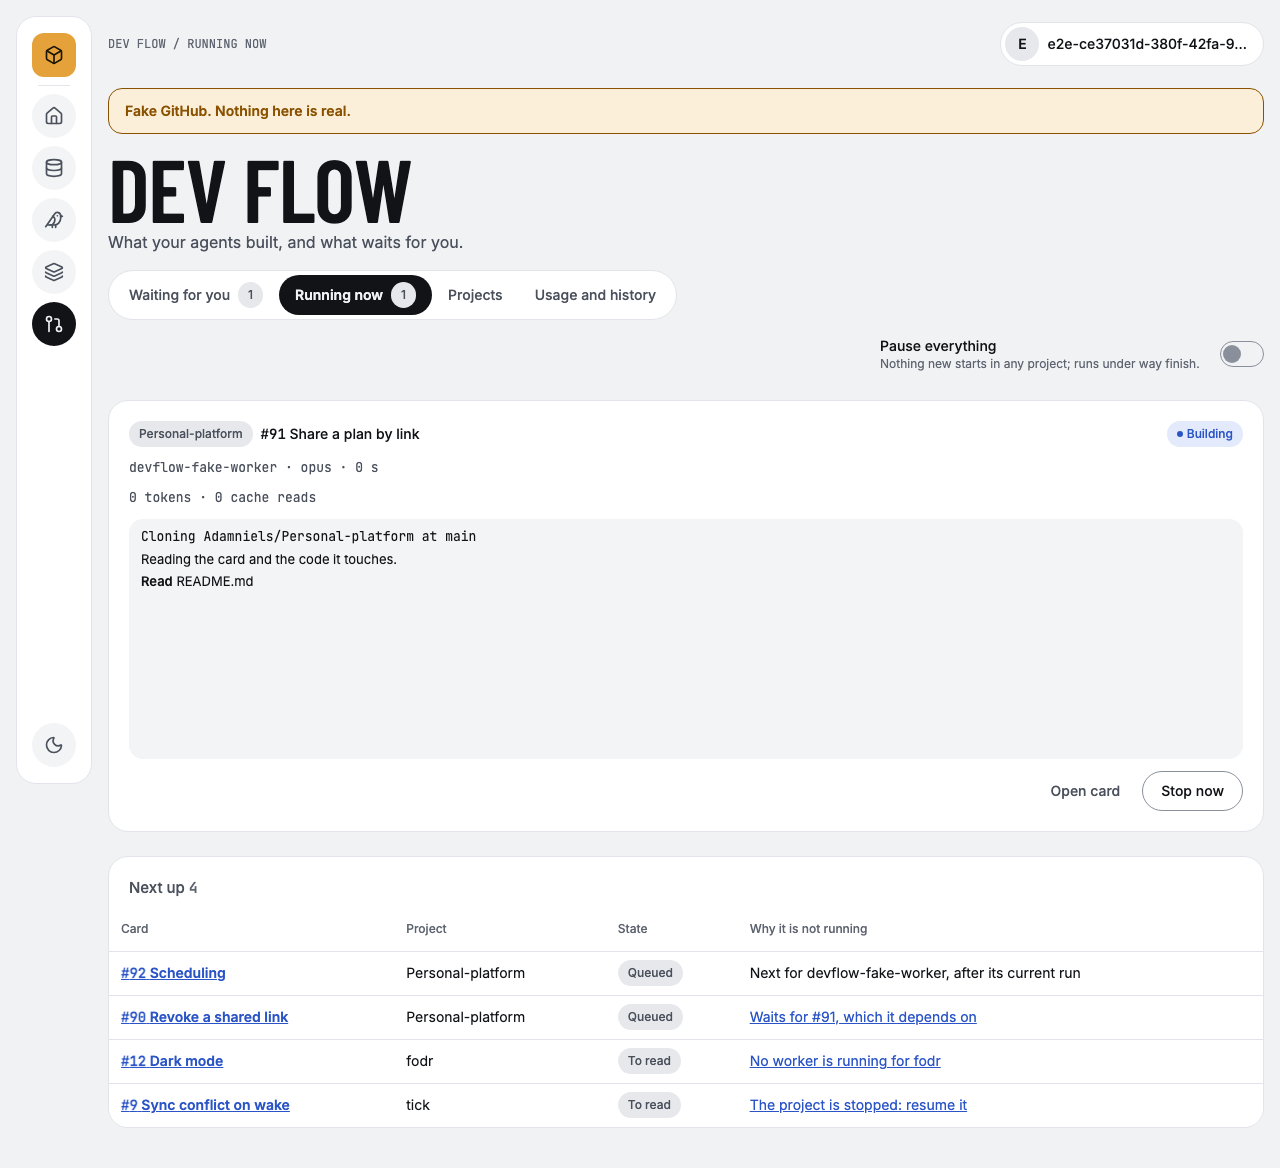 DEV FLOW / RUNNING NOW
E
e2e-ce37031d-380f-42fa-9...
Fake GitHub. Nothing here is real.
DEV FLOW
What your agents built, and what waits for you.
Waiting for you 1
Running now 1
Projects
Usage and history
Pause everything
Nothing new starts in any project; runs under way finish.
Personal-platform #91 Share a plan by link
Building
devflow-fake-worker · opus · 0 s
0 tokens · 0 cache reads
Cloning Adamniels/Personal-platform at main
Reading the card and the code it touches.
Read README.md
Open card
Stop now
Next up 4
Card Project State Why it is not running
#92 Scheduling Personal-platform Queued Next for devflow-fake-worker, after its current run
#90 Revoke a shared link Personal-platform Queued Waits for #91, which it depends on
#12 Dark mode fodr To read No worker is running for fodr
#9 Sync conflict on wake tick To read The project is stopped: resume it